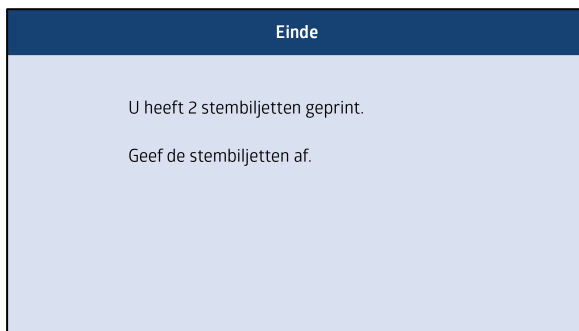 Einde
U heeft 2 stembiljetten geprint.
Geef de stembiljetten af.